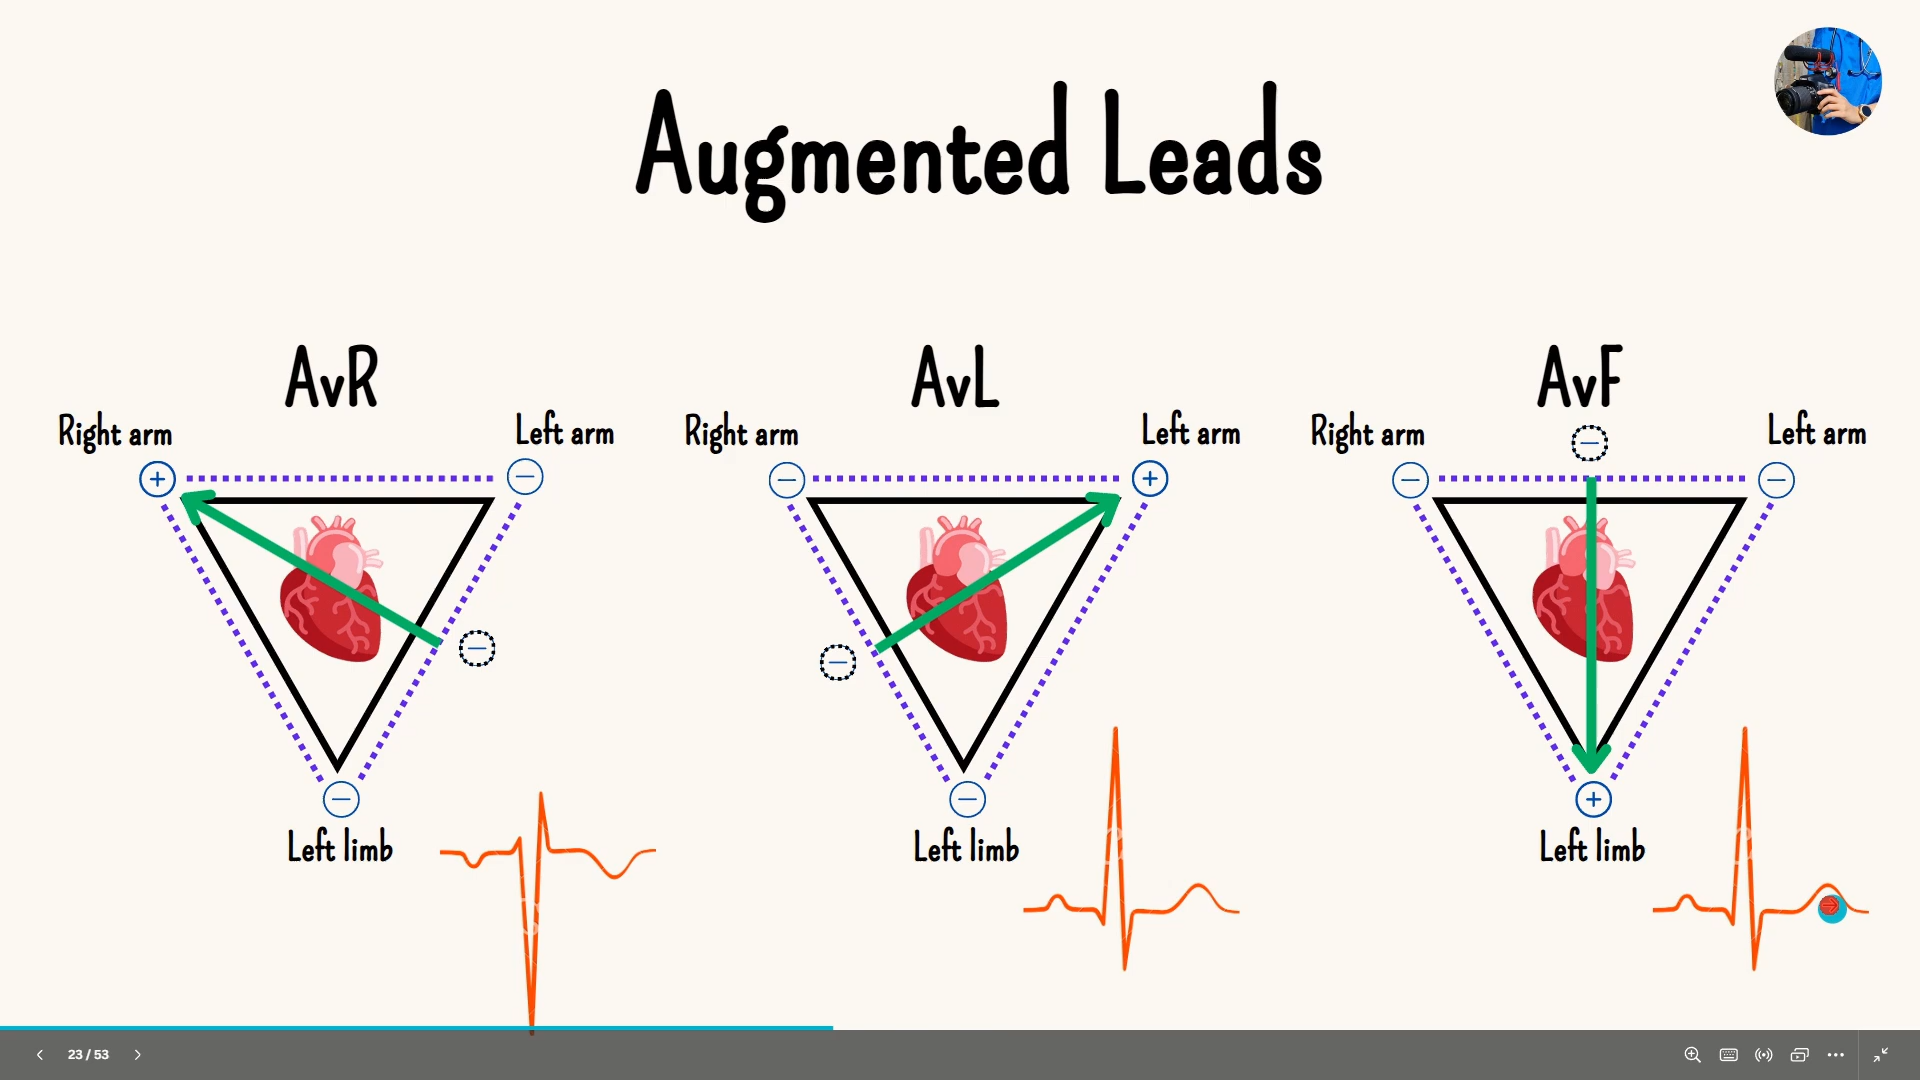 Augmented Leads
AvR
AvL
AvF
Right arm
Left arm
Right arm
Left arm
Right arm
Left arm
Left limb
Left limb
Left limb
23 / 53